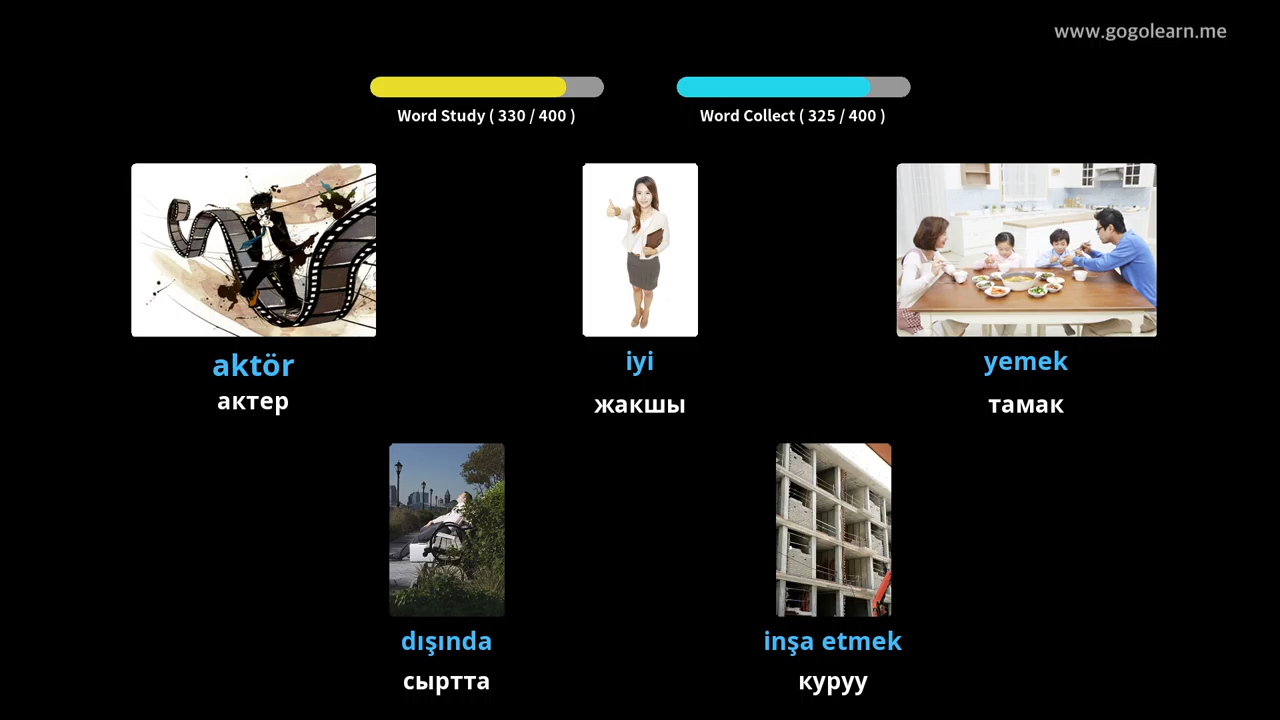 www.gogolearn.me
Word Study ( 330 / 400 )
Word Collect ( 325 / 400 )
aktör
актер
iyi
жакшы
yemek
тамак
dışında
сыртта
inşa etmek
куруу